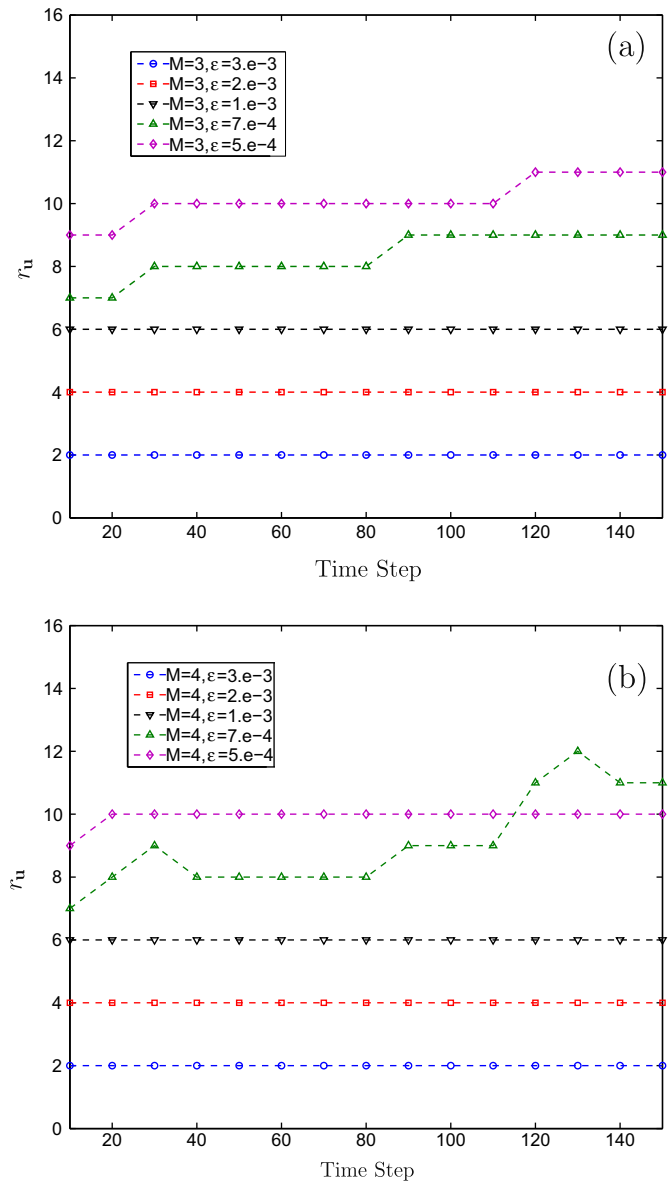 16
14
12
10
8
6
4
2
0
r_u
(a)
M=3,ε=3.e−3
M=3,ε=2.e−3
M=3,ε=1.e−3
M=3,ε=7.e−4
M=3,ε=5.e−4
20 40 60 80 100 120 140
Time Step
16
14
12
10
8
6
4
2
0
r_u
(b)
M=4,ε=3.e−3
M=4,ε=2.e−3
M=4,ε=1.e−3
M=4,ε=7.e−4
M=4,ε=5.e−4
20 40 60 80 100 120 140
Time Step